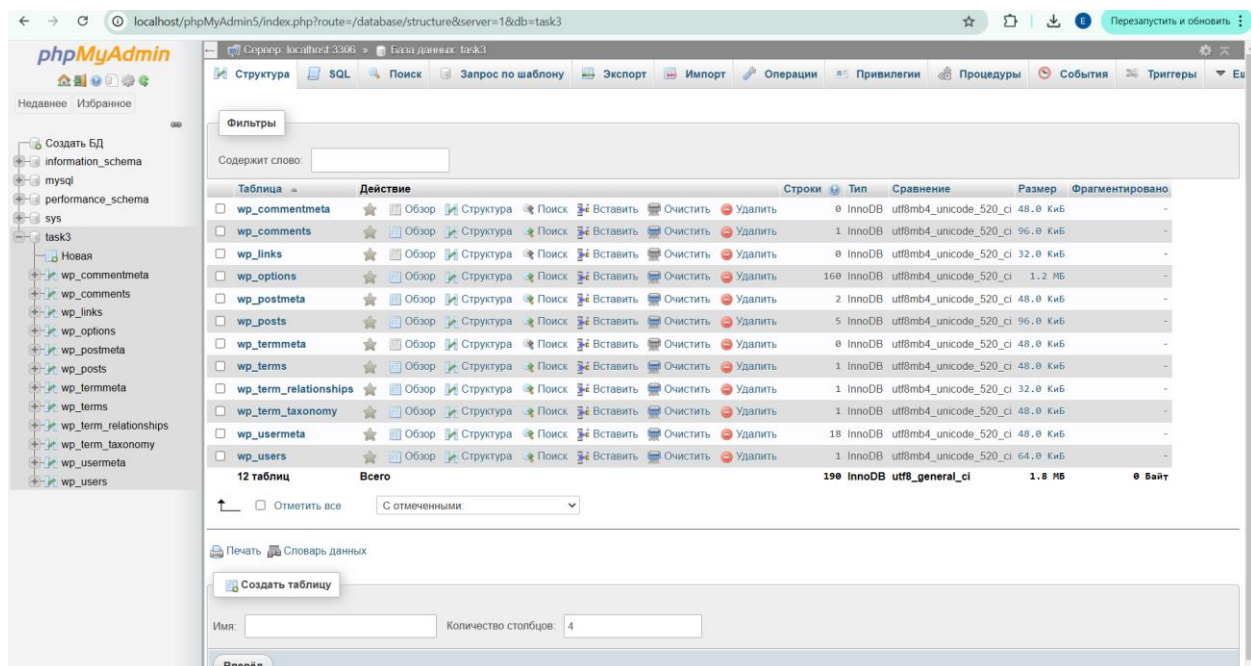 localhost/phpMyAdmin5/index.php?route=/database/structure&server=1&db=task3
E
Перезапустить и обновить
phpMyAdmin
Недавнее Избранное
Создать БД
information_schema
mysql
performance_schema
sys
task3
Новая
wp_commentmeta
wp_comments
wp_links
wp_options
wp_postmeta
wp_posts
wp_termmeta
wp_terms
wp_term_relationships
wp_term_taxonomy
wp_usermeta
wp_users
Сервер: localhost:3306 » База данных: task3
Структура SQL Поиск Запрос по шаблону Экспорт Импорт Операции Привилегии Процедуры События Триггеры
Фильтры
Содержит слово:
Таблица Действие Строки Тип Сравнение Размер Фрагментировано
wp_commentmeta Обзор Структура Поиск Вставить Очистить Удалить 0 InnoDB utf8mb4_unicode_520_ci 48.0 КиБ -
wp_comments Обзор Структура Поиск Вставить Очистить Удалить 1 InnoDB utf8mb4_unicode_520_ci 96.0 КиБ -
wp_links Обзор Структура Поиск Вставить Очистить Удалить 0 InnoDB utf8mb4_unicode_520_ci 32.0 КиБ -
wp_options Обзор Структура Поиск Вставить Очистить Удалить 160 InnoDB utf8mb4_unicode_520_ci 1.2 МБ -
wp_postmeta Обзор Структура Поиск Вставить Очистить Удалить 2 InnoDB utf8mb4_unicode_520_ci 48.0 КиБ -
wp_posts Обзор Структура Поиск Вставить Очистить Удалить 5 InnoDB utf8mb4_unicode_520_ci 96.0 КиБ -
wp_termmeta Обзор Структура Поиск Вставить Очистить Удалить 0 InnoDB utf8mb4_unicode_520_ci 48.0 КиБ -
wp_terms Обзор Структура Поиск Вставить Очистить Удалить 1 InnoDB utf8mb4_unicode_520_ci 48.0 КиБ -
wp_term_relationships Обзор Структура Поиск Вставить Очистить Удалить 1 InnoDB utf8mb4_unicode_520_ci 32.0 КиБ -
wp_term_taxonomy Обзор Структура Поиск Вставить Очистить Удалить 1 InnoDB utf8mb4_unicode_520_ci 48.0 КиБ -
wp_usermeta Обзор Структура Поиск Вставить Очистить Удалить 18 InnoDB utf8mb4_unicode_520_ci 48.0 КиБ -
wp_users Обзор Структура Поиск Вставить Очистить Удалить 1 InnoDB utf8mb4_unicode_520_ci 64.0 КиБ -
12 таблиц Всего 190 InnoDB utf8_general_ci 1.8 МБ 0 Байт
Отметить все С отмеченными:
Печать Словарь данных
Создать таблицу
Имя: Количество столбцов: 4
Вперёд